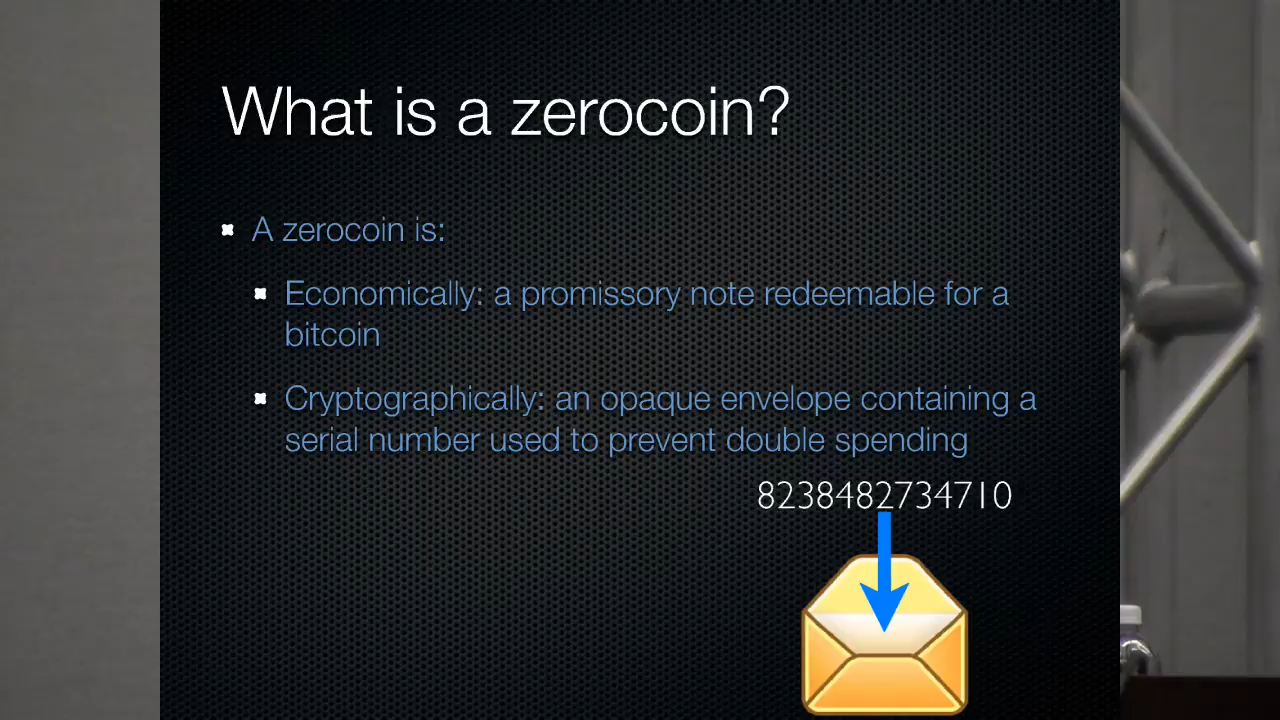 What is a zerocoin?
A zerocoin is:
Economically: a promissory note redeemable for a
bitcoin
Cryptographically: an opaque envelope containing a
serial number used to prevent double spending
8238482734710